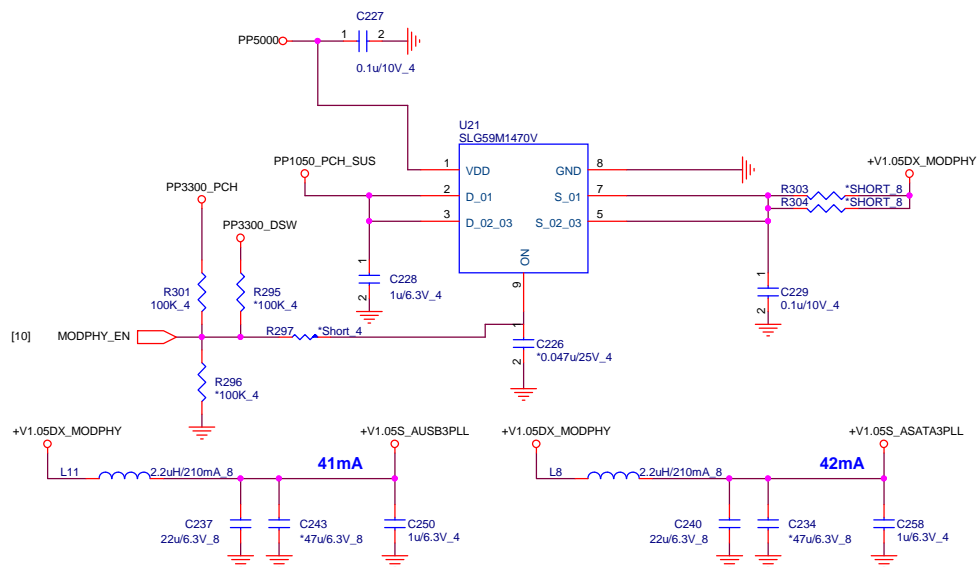 C227
PP5000
1
2
0.1u/10V_4
U21
SLG59M1470V
PP1050_PCH_SUS
+V1.05DX_MODPHY
1
VDD
GND
8
PP3300_PCH
2
D_01
S_01
7
R303
*SHORT_8
R304
*SHORT_8
3
D_02_03
S_02_03
5
PP3300_DSW
ON
1
C228
1u/6.3V_4
2
9
1
C229
0.1u/10V_4
2
R301
100K_4
R295
*100K_4
[10]
MODPHY_EN
R297
*Short_4
1
C226
*0.047u/25V_4
2
R296
*100K_4
+V1.05DX_MODPHY
+V1.05S_AUSB3PLL
+V1.05DX_MODPHY
+V1.05S_ASATA3PLL
41mA
42mA
L11
2.2uH/210mA_8
L8
2.2uH/210mA_8
C237
22u/6.3V_8
C243
*47u/6.3V_8
C250
1u/6.3V_4
C240
22u/6.3V_8
C234
*47u/6.3V_8
C258
1u/6.3V_4